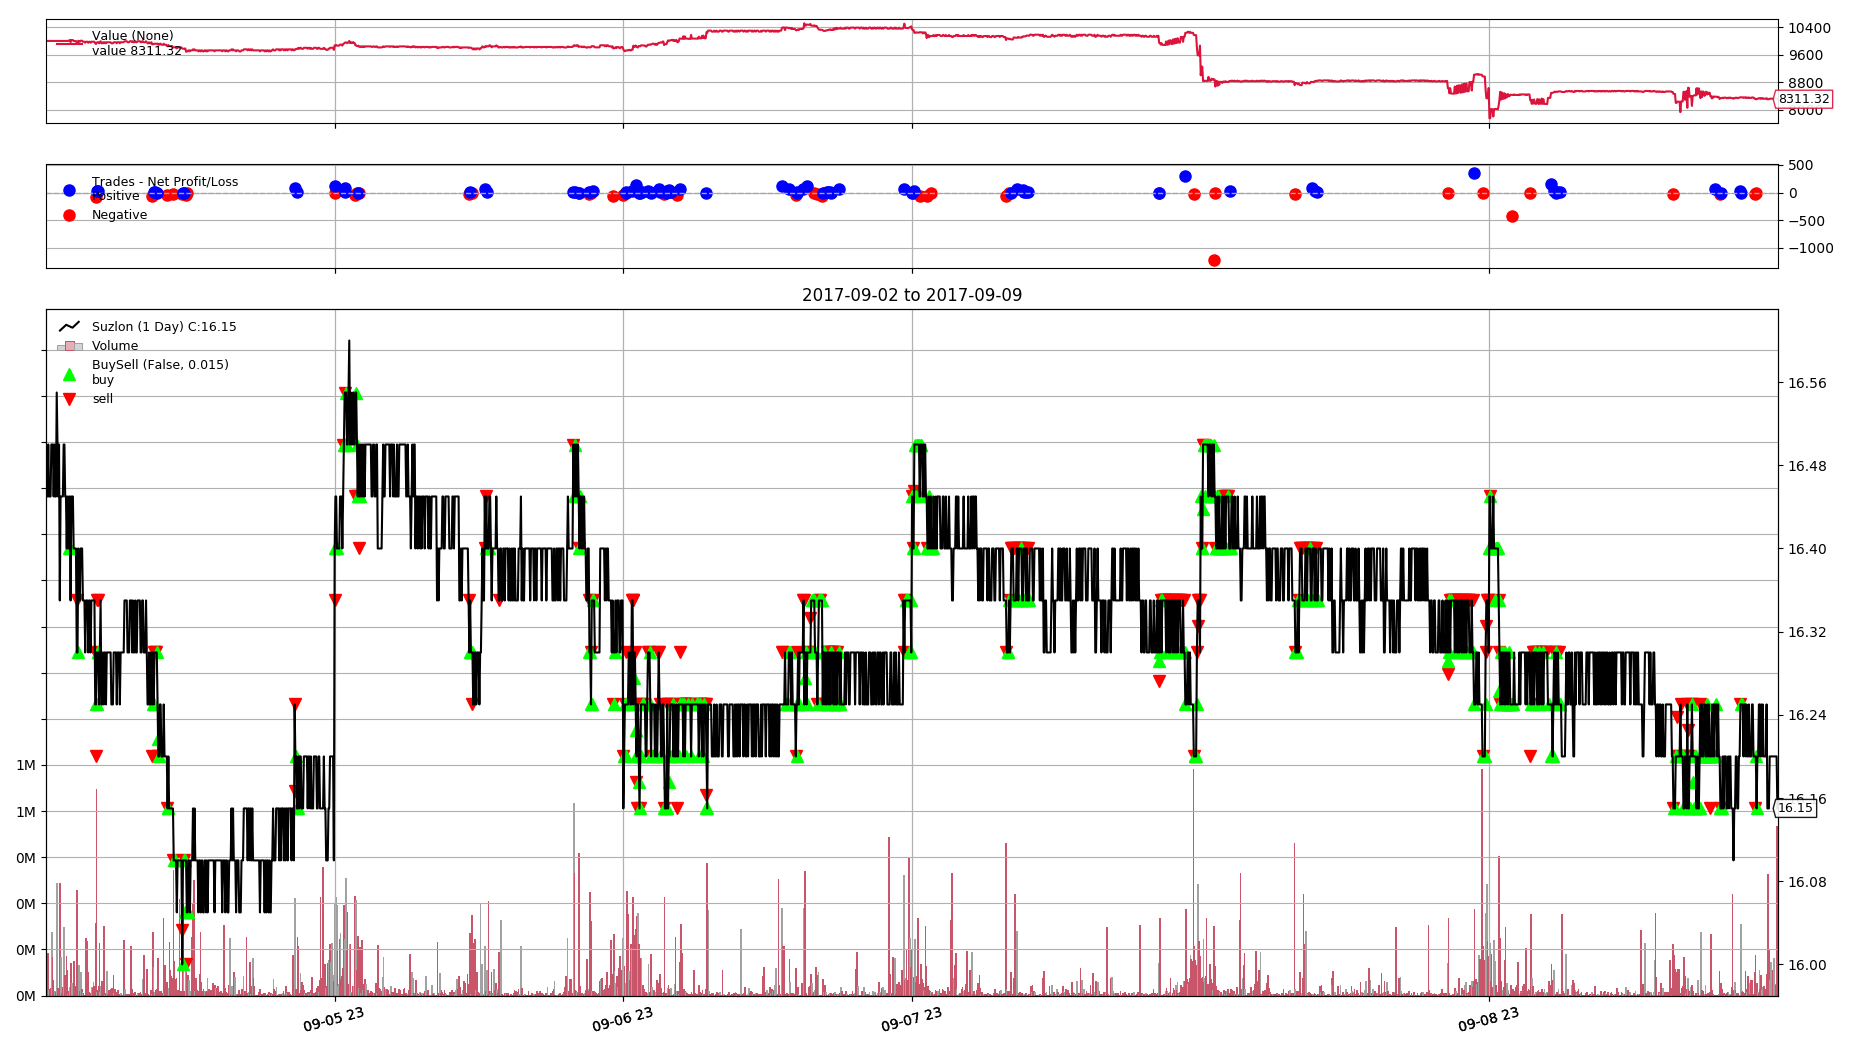 Value (None)
value 8311.32
10400
9600
8800
8311.32
8000
Trades - Net Profit/Loss
Positive
Negative
500
0
−500
−1000
2017-09-02 to 2017-09-09
Suzlon (1 Day) C:16.15
Volume
BuySell (False, 0.015)
buy
sell
16.56
16.48
16.40
16.32
16.24
16.16
16.15
16.08
16.00
1M
1M
0M
0M
0M
0M
09-05 23
09-06 23
09-07 23
09-08 23